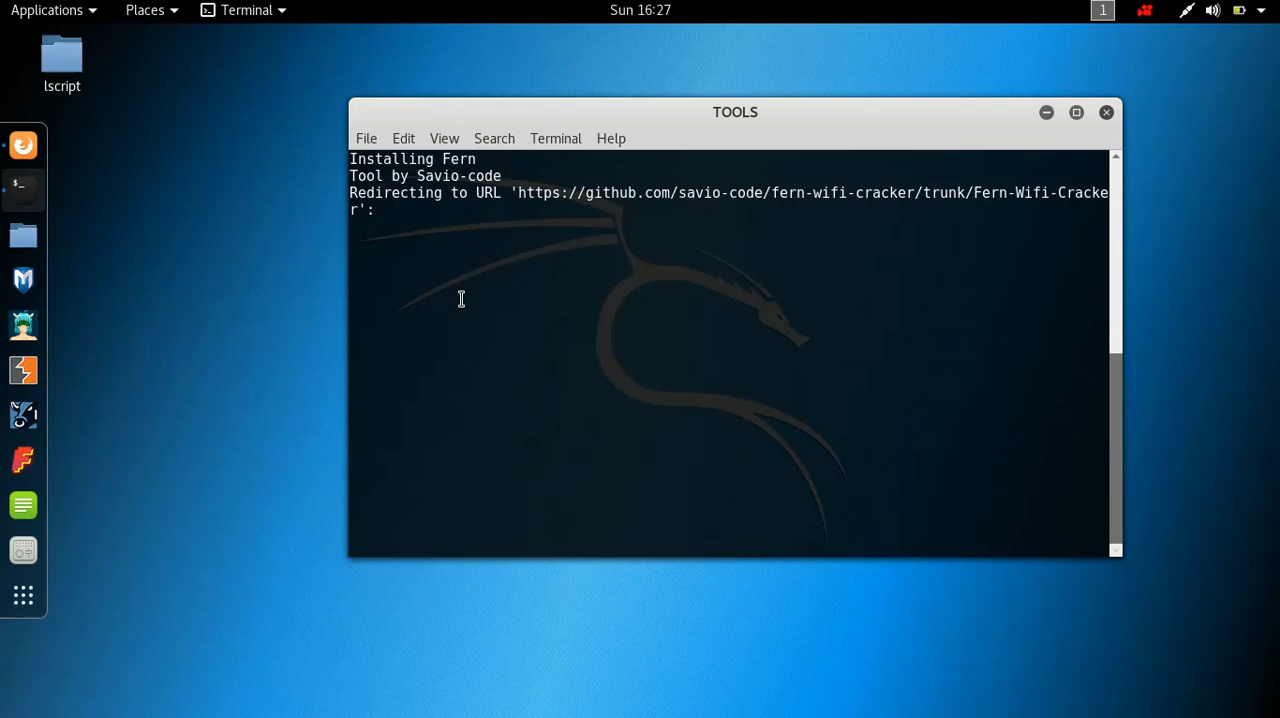 Applications Places Terminal Sun 16:27 1
lscript
TOOLS
File Edit View Search Terminal Help
Installing Fern
Tool by Savio-code
Redirecting to URL 'https://github.com/savio-code/fern-wifi-cracker/trunk/Fern-Wifi-Cracke
r':